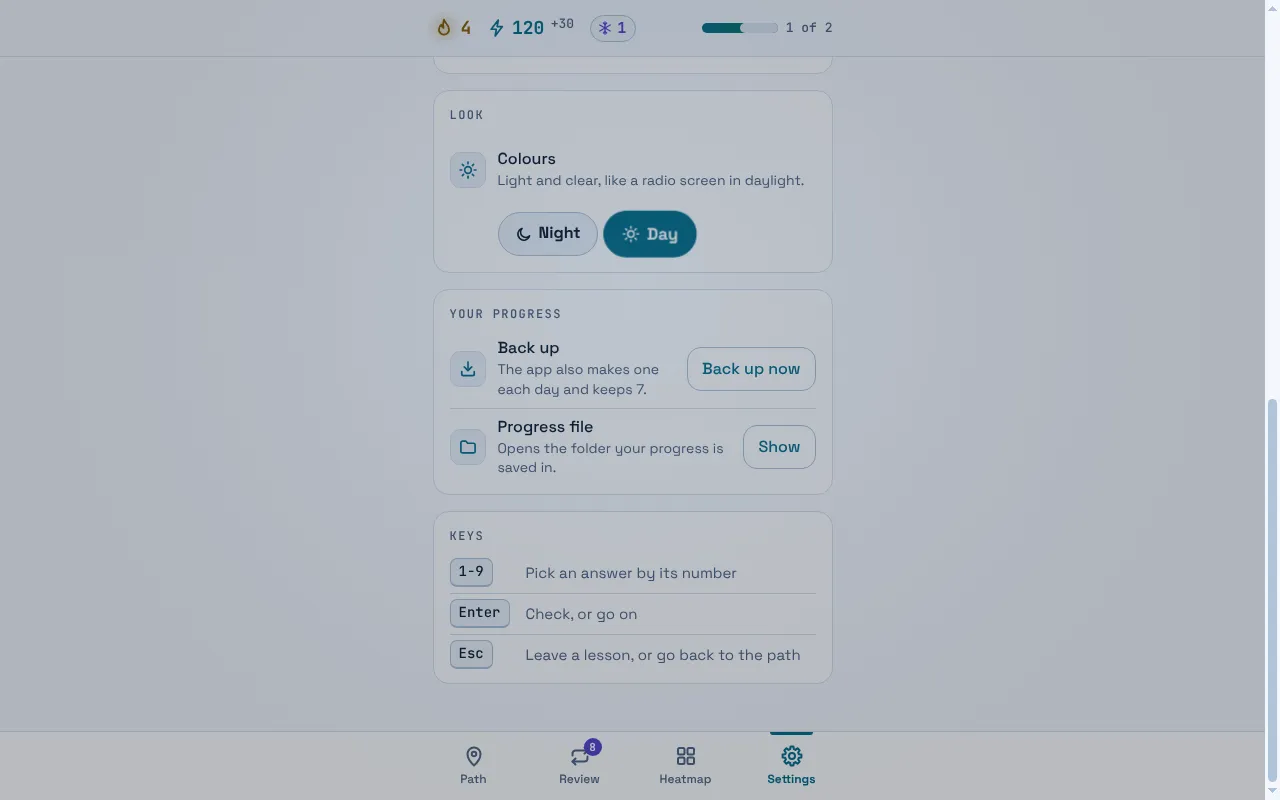 4 120 +30 1 1 of 2
LOOK
Colours
Light and clear, like a radio screen in daylight.
Night Day
YOUR PROGRESS
Back up
The app also makes one
each day and keeps 7.
Back up now
Progress file
Opens the folder your progress is
saved in.
Show
KEYS
1-9 Pick an answer by its number
Enter Check, or go on
Esc Leave a lesson, or go back to the path
8
Path Review Heatmap Settings